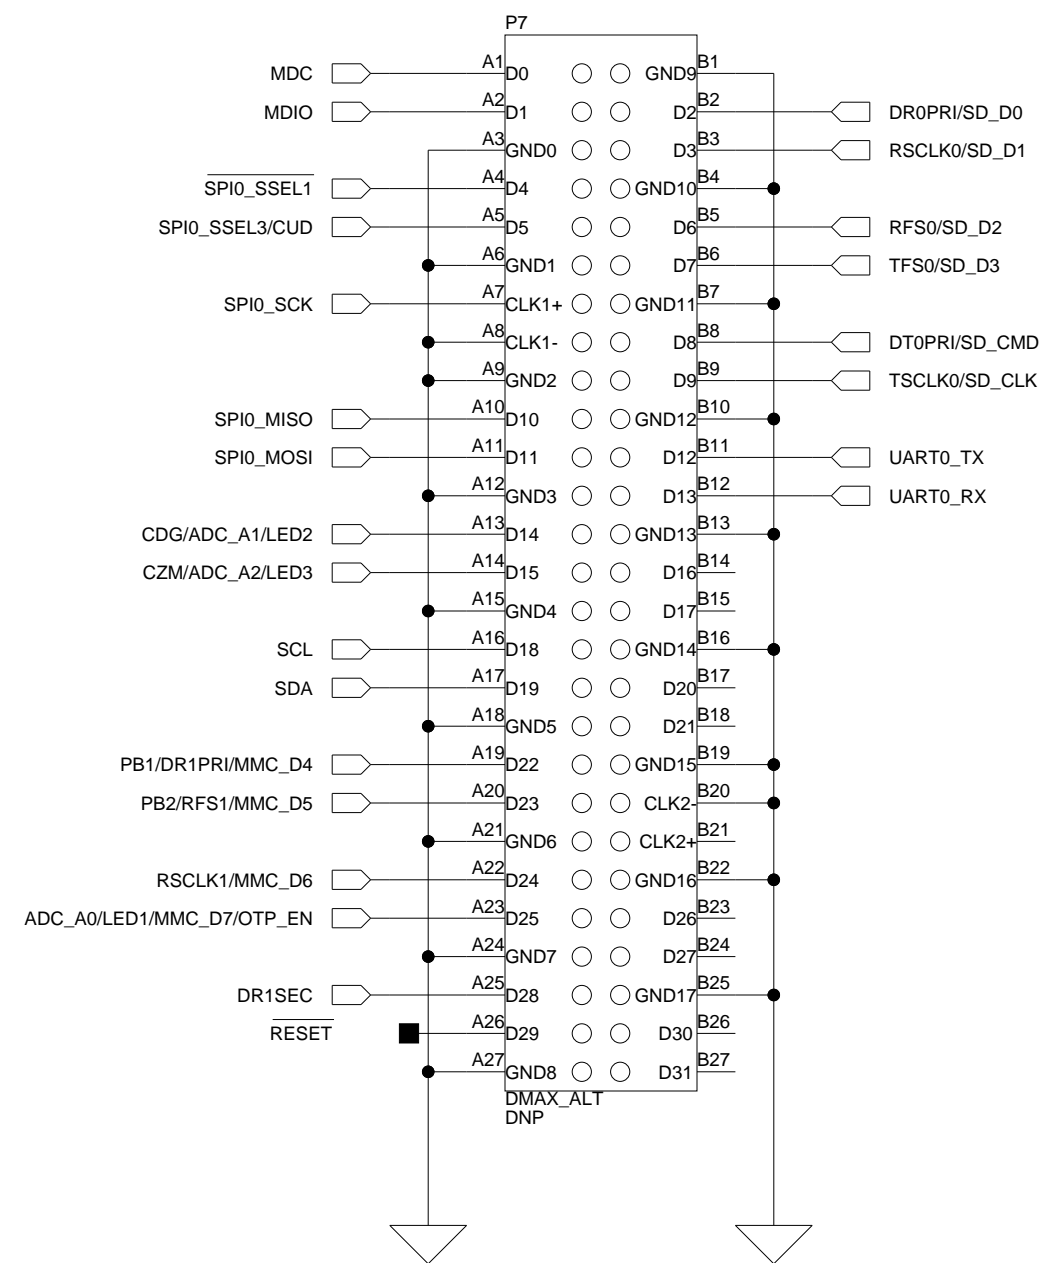 P7
MDC A1 D0 GND9 B1
MDIO A2 D1 D2 B2 DR0PRI/SD_D0
A3 GND0 D3 B3 RSCLK0/SD_D1
SPI0_SSEL1 A4 D4 GND10 B4
SPI0_SSEL3/CUD A5 D5 D6 B5 RFS0/SD_D2
A6 GND1 D7 B6 TFS0/SD_D3
SPI0_SCK A7 CLK1+ GND11 B7
A8 CLK1- D8 B8 DT0PRI/SD_CMD
A9 GND2 D9 B9 TSCLK0/SD_CLK
SPI0_MISO A10 D10 GND12 B10
SPI0_MOSI A11 D11 D12 B11 UART0_TX
A12 GND3 D13 B12 UART0_RX
CDG/ADC_A1/LED2 A13 D14 GND13 B13
CZM/ADC_A2/LED3 A14 D15 D16 B14
A15 GND4 D17 B15
SCL A16 D18 GND14 B16
SDA A17 D19 D20 B17
A18 GND5 D21 B18
PB1/DR1PRI/MMC_D4 A19 D22 GND15 B19
PB2/RFS1/MMC_D5 A20 D23 CLK2- B20
A21 GND6 CLK2+ B21
RSCLK1/MMC_D6 A22 D24 GND16 B22
ADC_A0/LED1/MMC_D7/OTP_EN A23 D25 D26 B23
A24 GND7 D27 B24
DR1SEC A25 D28 GND17 B25
RESET A26 D29 D30 B26
A27 GND8 D31 B27
DMAX_ALT
DNP